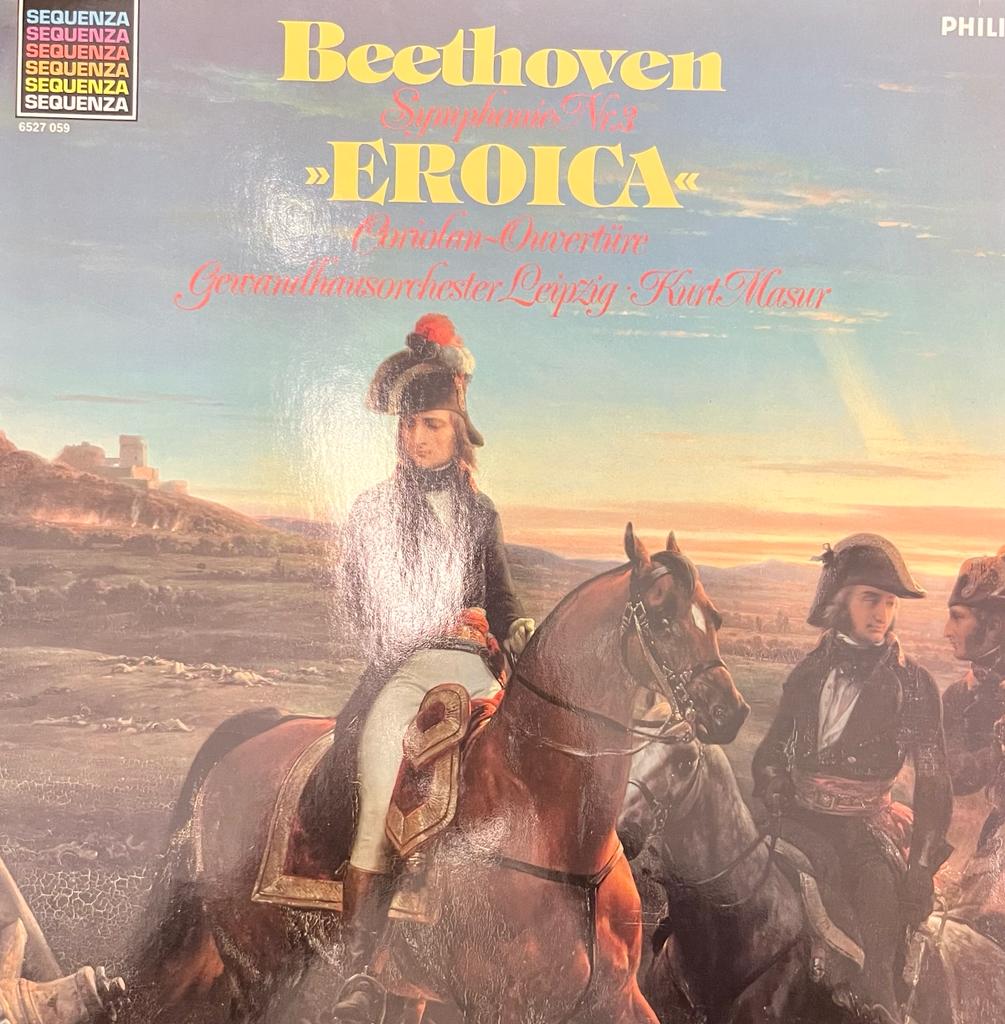 SEQUENZA
SEQUENZA
SEQUENZA
SEQUENZA
SEQUENZA
SEQUENZA
6527 059
PHILI
Beethoven
Symphonie Nr.3
»EROICA«
Coriolan-Ouvertüre
Gewandhausorchester Leipzig · Kurt Masur